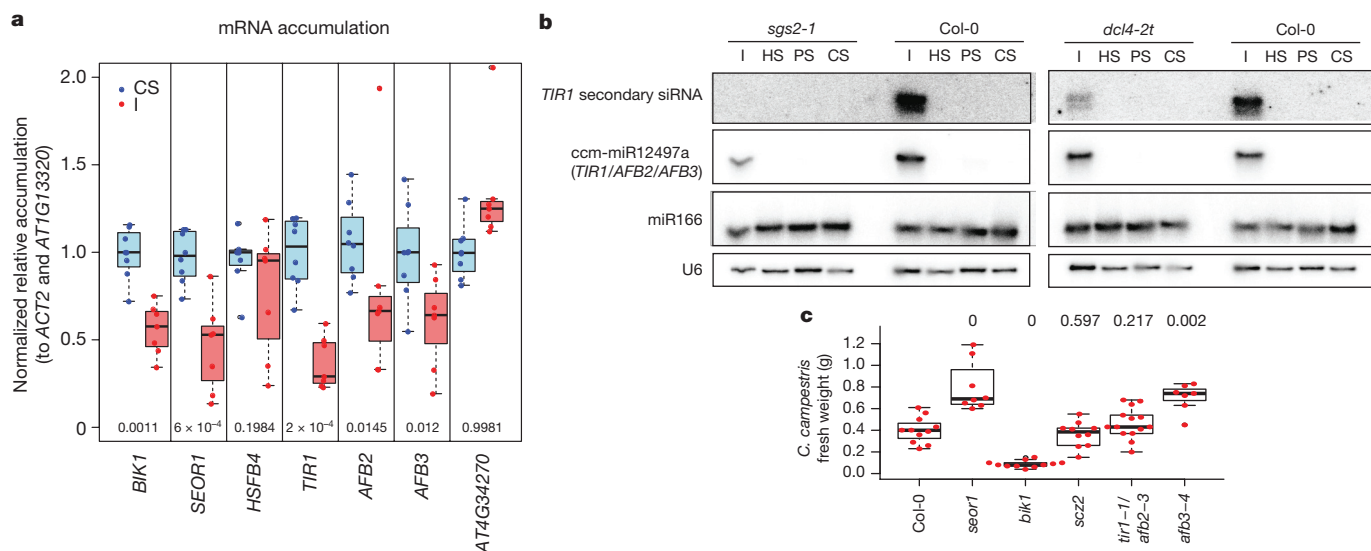 a
mRNA accumulation
Normalized relative accumulation
(to ACT2 and AT1G13320)
2.0
1.5
1.0
0.5
0
CS
I
0.0011
6 × 10⁻⁴
0.1984
2 × 10⁻⁴
0.0145
0.012
0.9981
BIK1
SEOR1
HSFB4
TIR1
AFB2
AFB3
AT4G34270
b
sgs2-1 Col-0 dcl4-2t Col-0
I HS PS CS I HS PS CS I HS PS CS I HS PS CS
TIR1 secondary siRNA
ccm-miR12497a
(TIR1/AFB2/AFB3)
miR166
U6
c
0 0 0.597 0.217 0.002
C. campestris
fresh weight (g)
1.2
1.0
0.8
0.6
0.4
0.2
0.0
Col-0
seor1
bik1
scz2
tir1–1/
afb2–3
afb3–4